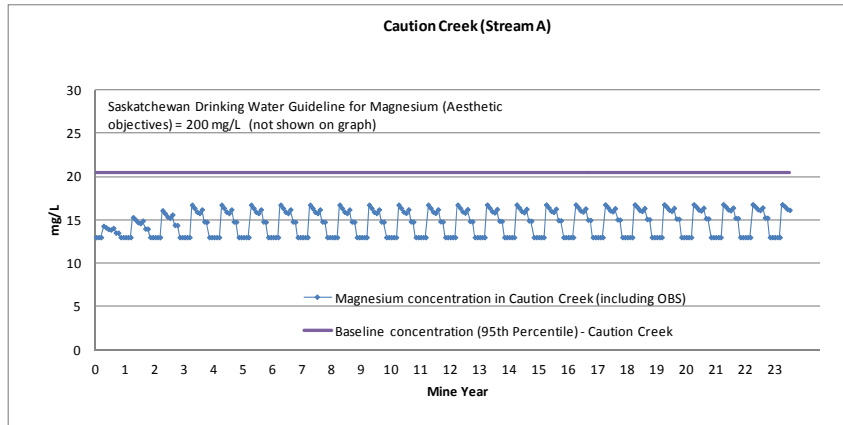 Caution Creek (Stream A)
30
Saskatchewan Drinking Water Guideline for Magnesium (Aesthetic
objectives) = 200 mg/L (not shown on graph)
25
20
mg/L
15
10
5
0
Magnesium concentration in Caution Creek (including OBS)
Baseline concentration (95th Percentile) - Caution Creek
0 1 2 3 4 5 6 7 8 9 10 11 12 13 14 15 16 17 18 19 20 21 22 23
Mine Year